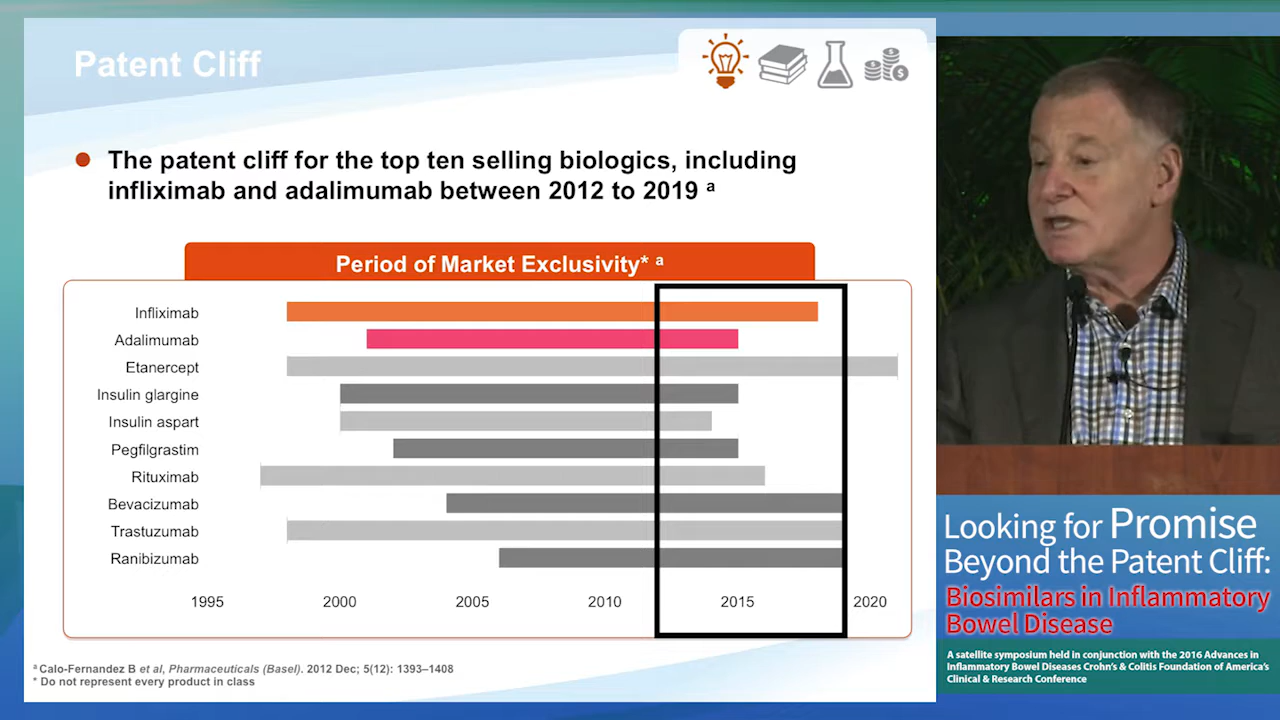 Patent Cliff
The patent cliff for the top ten selling biologics, including
infliximab and adalimumab between 2012 to 2019 a
Period of Market Exclusivity* a
Infliximab
Adalimumab
Etanercept
Insulin glargine
Insulin aspart
Pegfilgrastim
Rituximab
Bevacizumab
Trastuzumab
Ranibizumab
1995 2000 2005 2010 2015 2020
a Calo-Fernandez B et al, Pharmaceuticals (Basel). 2012 Dec; 5(12): 1393–1408
* Do not represent every product in class
Looking for Promise
Beyond the Patent Cliff:
Biosimilars in Inflammatory
Bowel Disease
A satellite symposium held in conjunction with the 2016 Advances in
Inflammatory Bowel Diseases Crohn's & Colitis Foundation of America's
Clinical & Research Conference